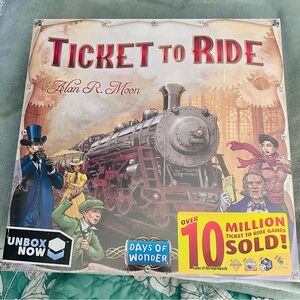 TICKET TO RIDE
Alan R. Moon
UNBOX
NOW
DAYS OF
WONDER
OVER
10 MILLION
TICKET TO RIDE GAMES
SOLD!